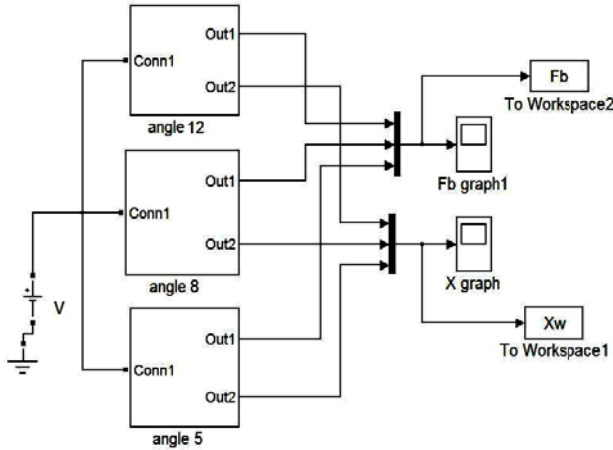 Out1
Conn1
Out2
angle 12
Out1
Conn1
Out2
angle 8
Out1
Conn1
Out2
angle 5
+
V
Fb
To Workspace2
Fb graph1
X graph
Xw
To Workspace1